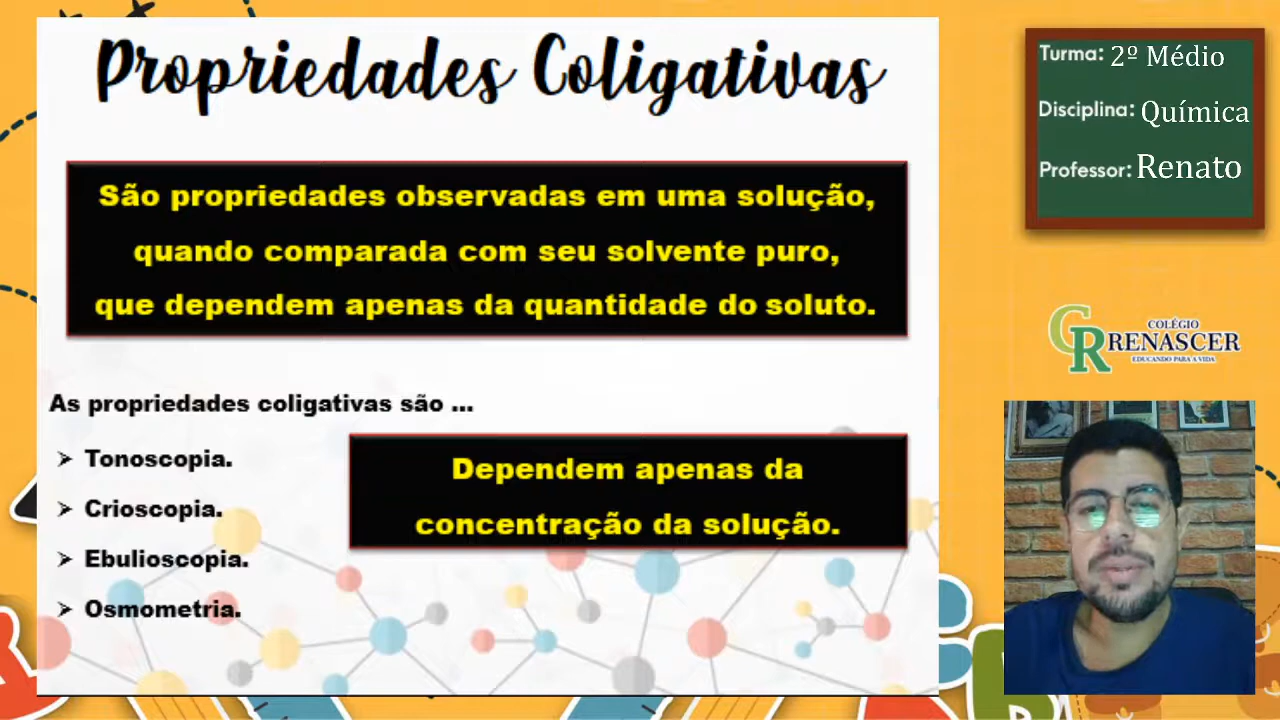 Propriedades Coligativas
São propriedades observadas em uma solução,
quando comparada com seu solvente puro,
que dependem apenas da quantidade do soluto.
As propriedades coligativas são ...
Tonoscopia.
Crioscopia.
Ebulioscopia.
Osmometria.
Dependem apenas da
concentração da solução.
Turma: 2º Médio
Disciplina: Química
Professor: Renato
CR
COLÉGIO
RENASCER
EDUCANDO PARA A VIDA